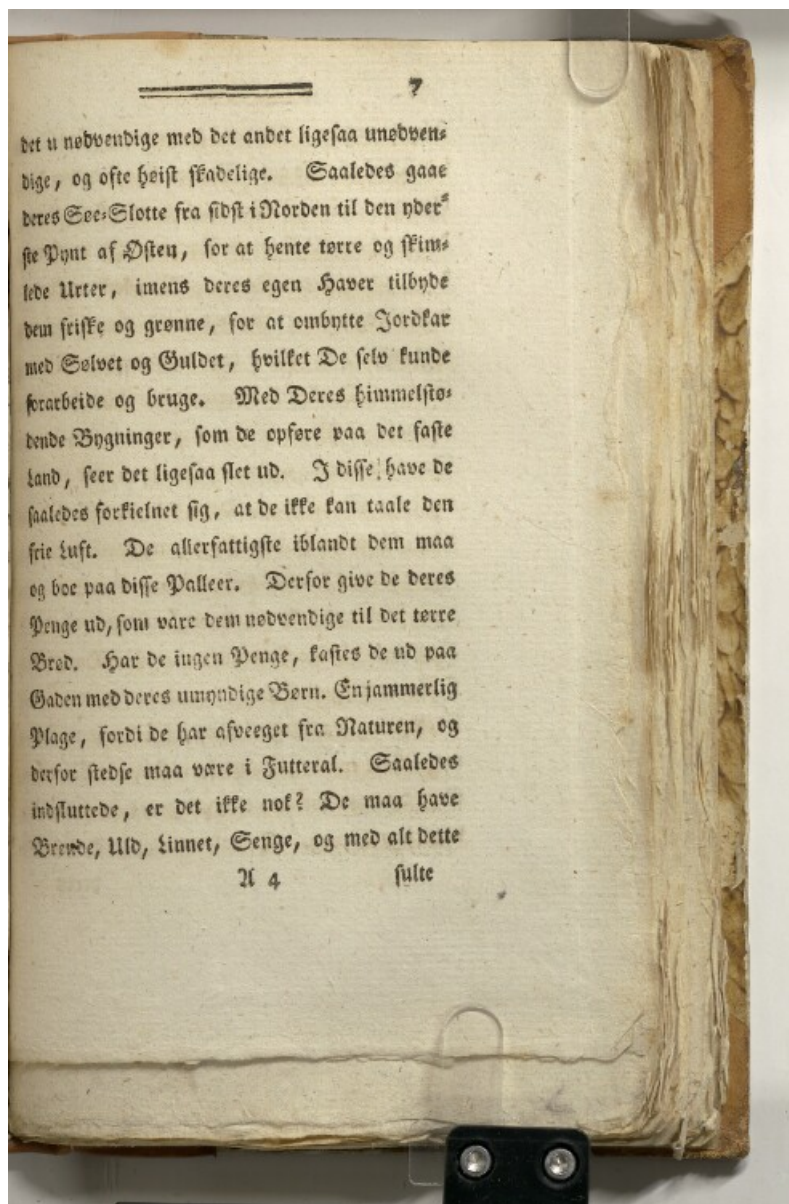 7
det u nødvendige med det andet ligesaa unødven-
dige, og ofte høist skadelige. Saaledes gaae
deres Søe-Slotte fra sidst i Norden til den yder-
ste Pynt af Østen, for at hente tørre og skim-
lede Urter, imens deres egen Haver tilbyde
dem friske og grønne, for at ombytte Jordkar
med Sølvet og Guldet, hvilket De selv kunde
forarbeide og bruge. Med Deres himmelstø-
dende Bygninger, som de opføre paa det faste
Land, seer det ligesaa slet ud. I disse have de
saaledes forkielnet sig, at de ikke kan taale den
frie Luft. De allerfattigste iblandt dem maa
og boe paa disse Palleer. Derfor give de deres
Penge ud, som vare dem nødvendige til det tørre
Brød. Har de ingen Penge, kastes de ud paa
Gaden med deres umyndige Børn. En jammerlig
Plage, fordi de har afveeget fra Naturen, og
derfor stedse maa være i Futteral. Saaledes
indsluttede, er det ikke nok? De maa have
Brende, Uld, Linnet, Senge, og med alt dette
A 4 sulte